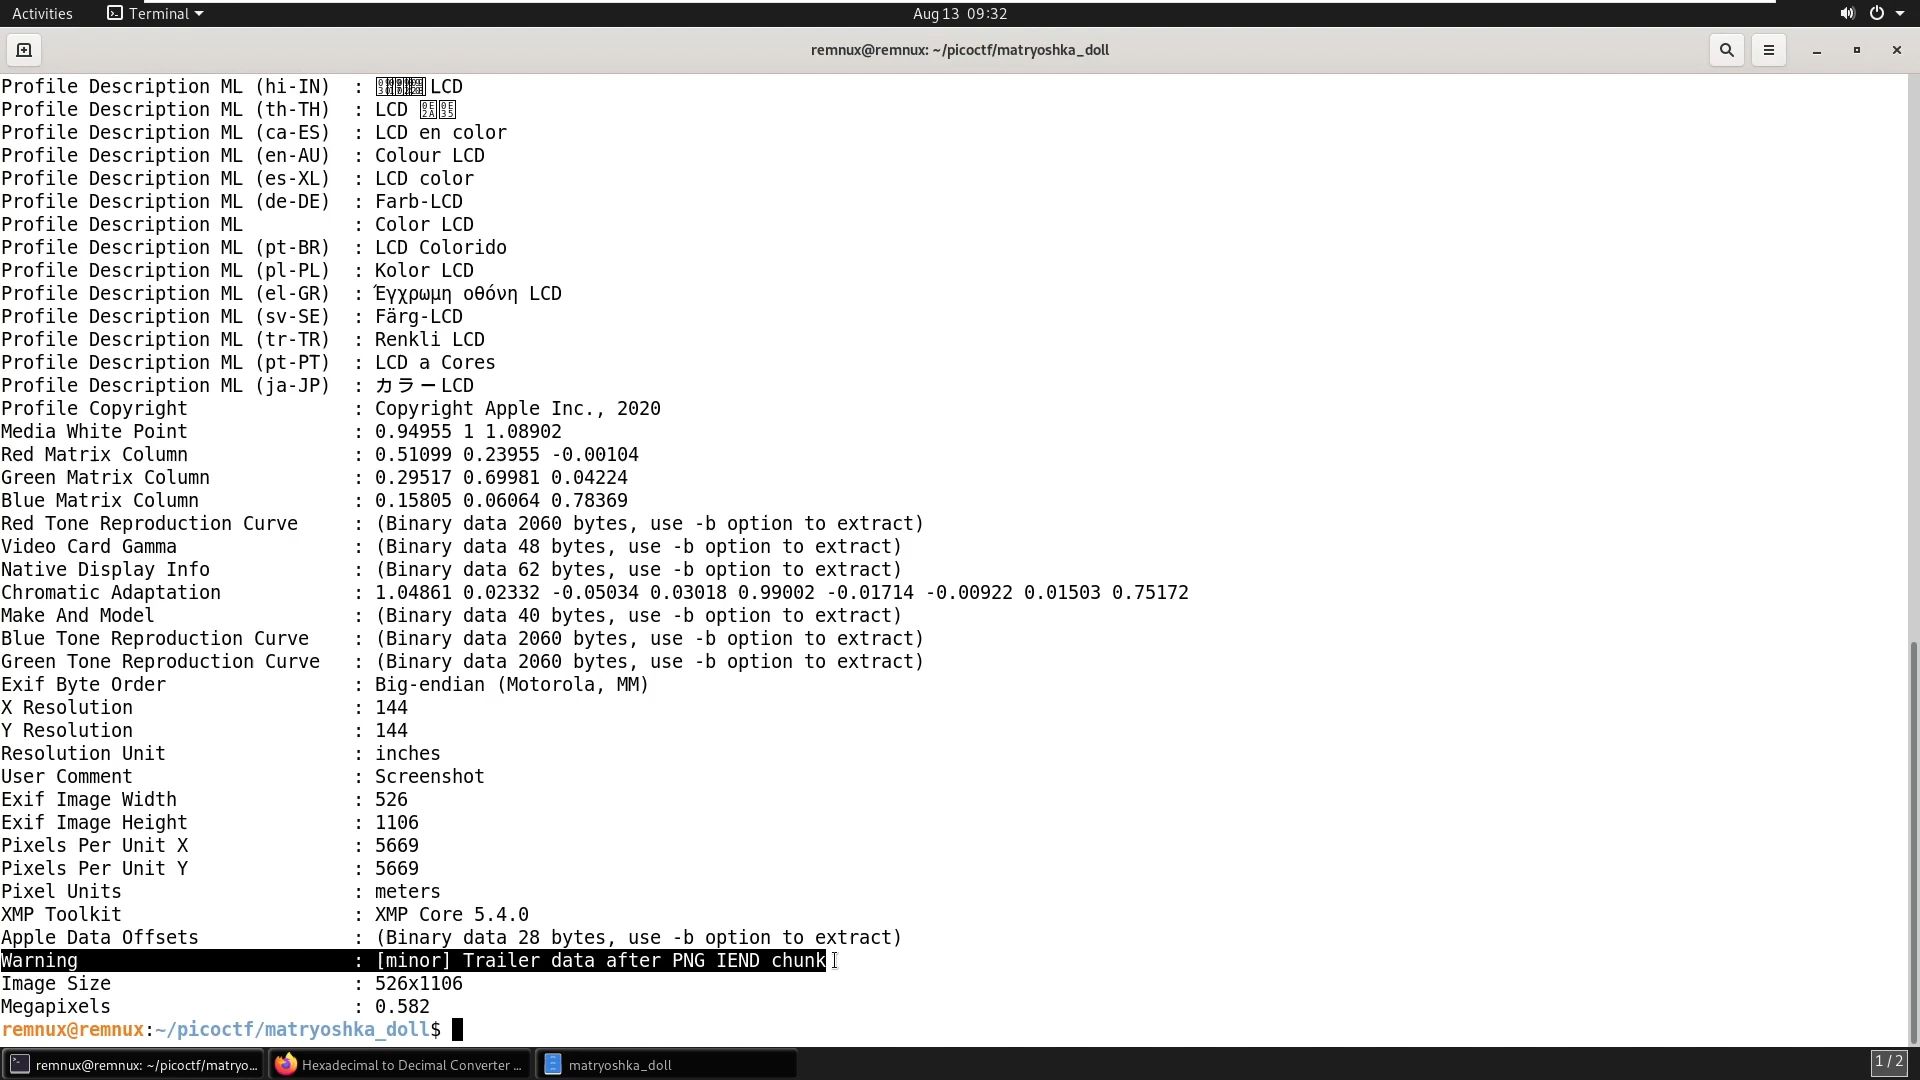 Activities Terminal Aug 13 09:32
remnux@remnux: ~/picoctf/matryoshka_doll
Profile Description ML (hi-IN) : LCD
Profile Description ML (th-TH) : LCD
Profile Description ML (ca-ES) : LCD en color
Profile Description ML (en-AU) : Colour LCD
Profile Description ML (es-XL) : LCD color
Profile Description ML (de-DE) : Farb-LCD
Profile Description ML : Color LCD
Profile Description ML (pt-BR) : LCD Colorido
Profile Description ML (pl-PL) : Kolor LCD
Profile Description ML (el-GR) : Έγχρωμη οθόνη LCD
Profile Description ML (sv-SE) : Färg-LCD
Profile Description ML (tr-TR) : Renkli LCD
Profile Description ML (pt-PT) : LCD a Cores
Profile Description ML (ja-JP) : カラーLCD
Profile Copyright : Copyright Apple Inc., 2020
Media White Point : 0.94955 1 1.08902
Red Matrix Column : 0.51099 0.23955 -0.00104
Green Matrix Column : 0.29517 0.69981 0.04224
Blue Matrix Column : 0.15805 0.06064 0.78369
Red Tone Reproduction Curve : (Binary data 2060 bytes, use -b option to extract)
Video Card Gamma : (Binary data 48 bytes, use -b option to extract)
Native Display Info : (Binary data 62 bytes, use -b option to extract)
Chromatic Adaptation : 1.04861 0.02332 -0.05034 0.03018 0.99002 -0.01714 -0.00922 0.01503 0.75172
Make And Model : (Binary data 40 bytes, use -b option to extract)
Blue Tone Reproduction Curve : (Binary data 2060 bytes, use -b option to extract)
Green Tone Reproduction Curve : (Binary data 2060 bytes, use -b option to extract)
Exif Byte Order : Big-endian (Motorola, MM)
X Resolution : 144
Y Resolution : 144
Resolution Unit : inches
User Comment : Screenshot
Exif Image Width : 526
Exif Image Height : 1106
Pixels Per Unit X : 5669
Pixels Per Unit Y : 5669
Pixel Units : meters
XMP Toolkit : XMP Core 5.4.0
Apple Data Offsets : (Binary data 28 bytes, use -b option to extract)
Warning : [minor] Trailer data after PNG IEND chunk
Image Size : 526x1106
Megapixels : 0.582
remnux@remnux:~/picoctf/matryoshka_doll$
remnux@remnux: ~/picoctf/matryo... Hexadecimal to Decimal Converter ... matryoshka_doll 1 / 2